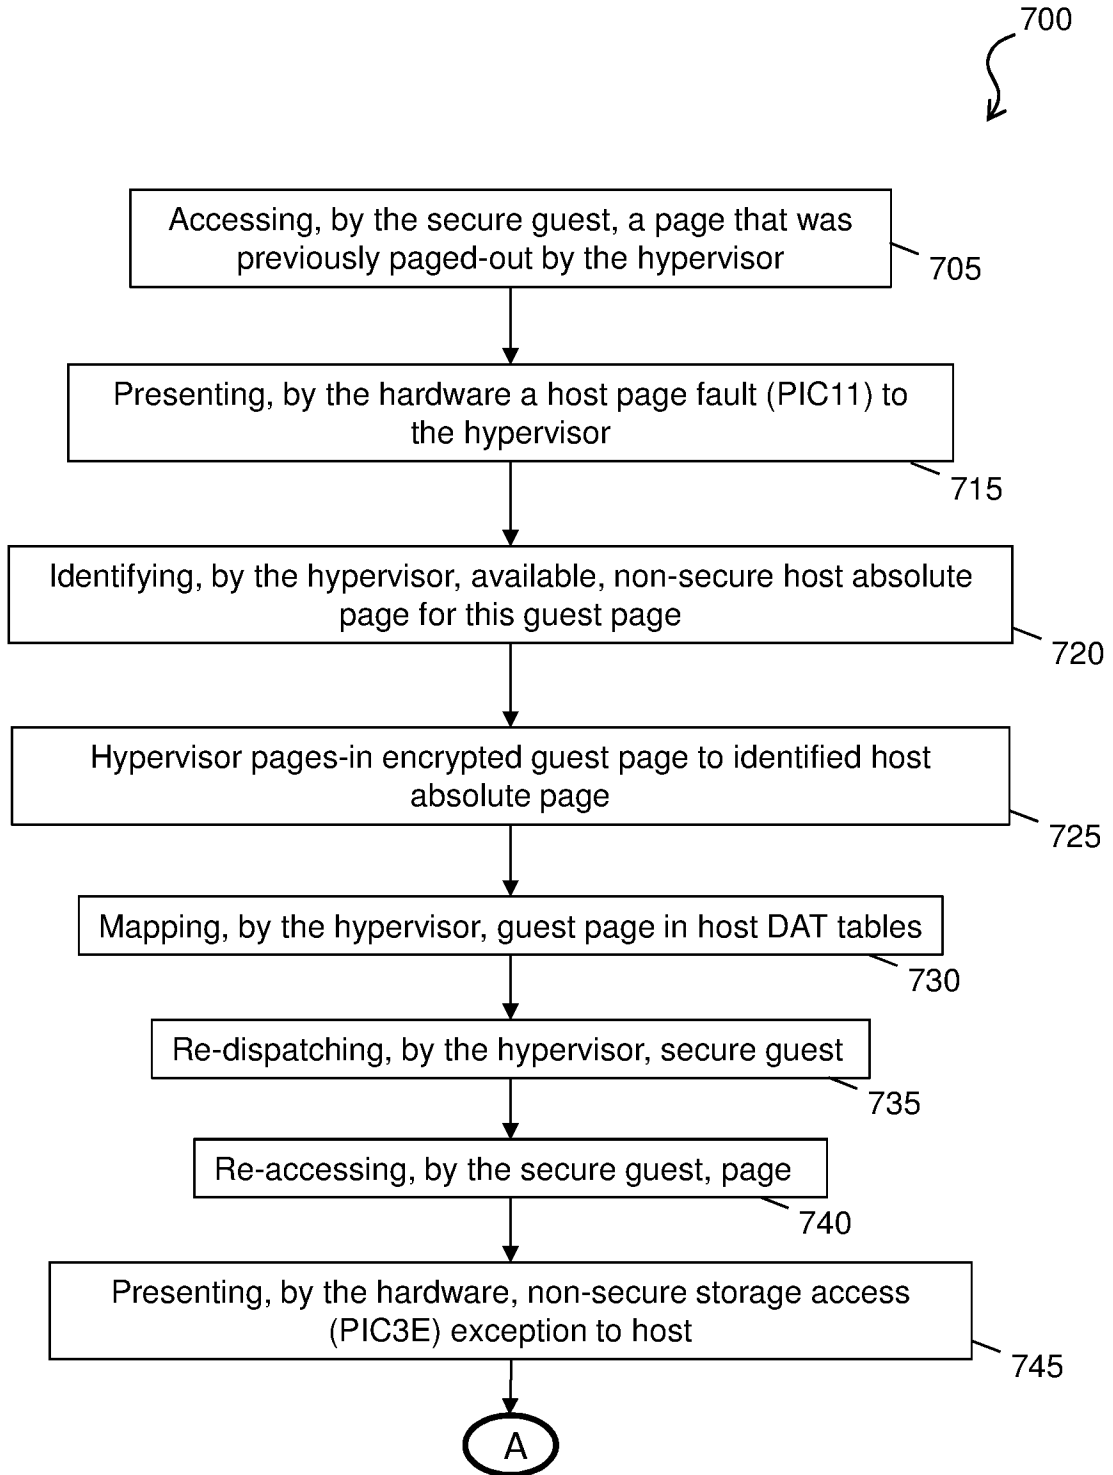 700
Accessing, by the secure guest, a page that was
previously paged-out by the hypervisor
705
Presenting, by the hardware a host page fault (PIC11) to
the hypervisor
715
Identifying, by the hypervisor, available, non-secure host absolute
page for this guest page
720
Hypervisor pages-in encrypted guest page to identified host
absolute page
725
Mapping, by the hypervisor, guest page in host DAT tables
730
Re-dispatching, by the hypervisor, secure guest
735
Re-accessing, by the secure guest, page
740
Presenting, by the hardware, non-secure storage access
(PIC3E) exception to host
745
A